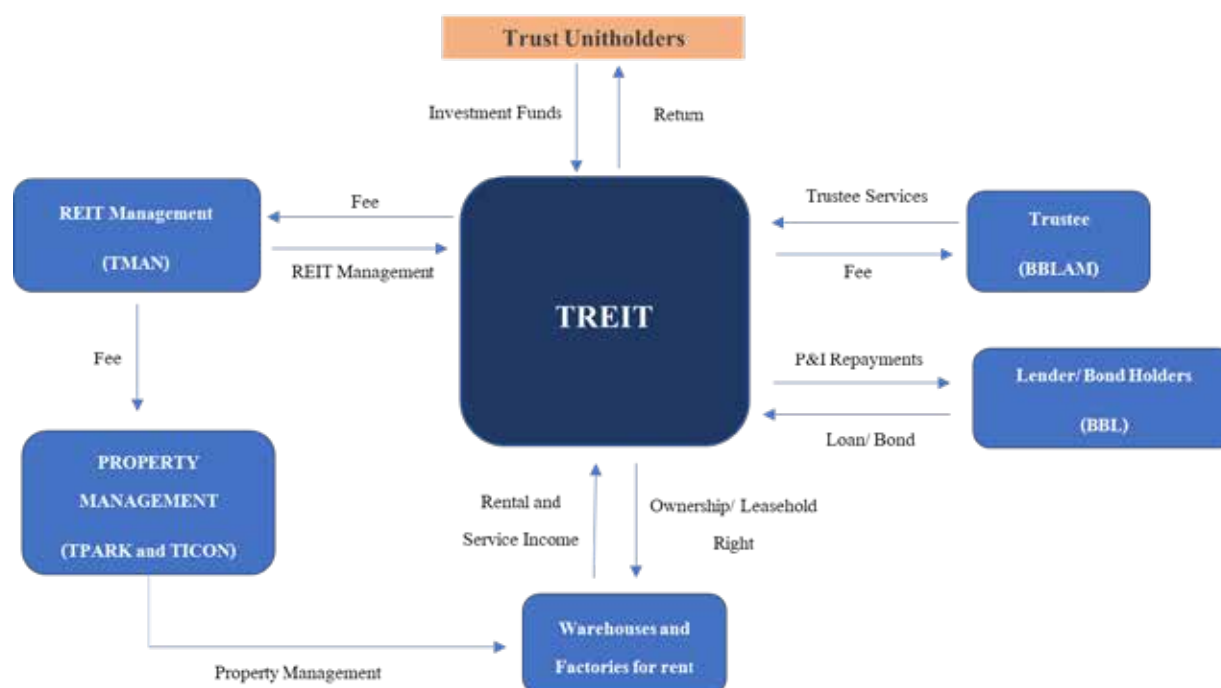 Trust Unitholders
Investment Funds
Return
REIT Management
(TMAN)
Fee
REIT Management
TREIT
Trustee Services
Fee
Trustee
(BBLAM)
Fee
P&I Repayments
Loan/ Bond
Lender/ Bond Holders
(BBL)
PROPERTY
MANAGEMENT
(TPARK and TICON)
Rental and
Service Income
Ownership/ Leasehold
Right
Warehouses and
Factories for rent
Property Management